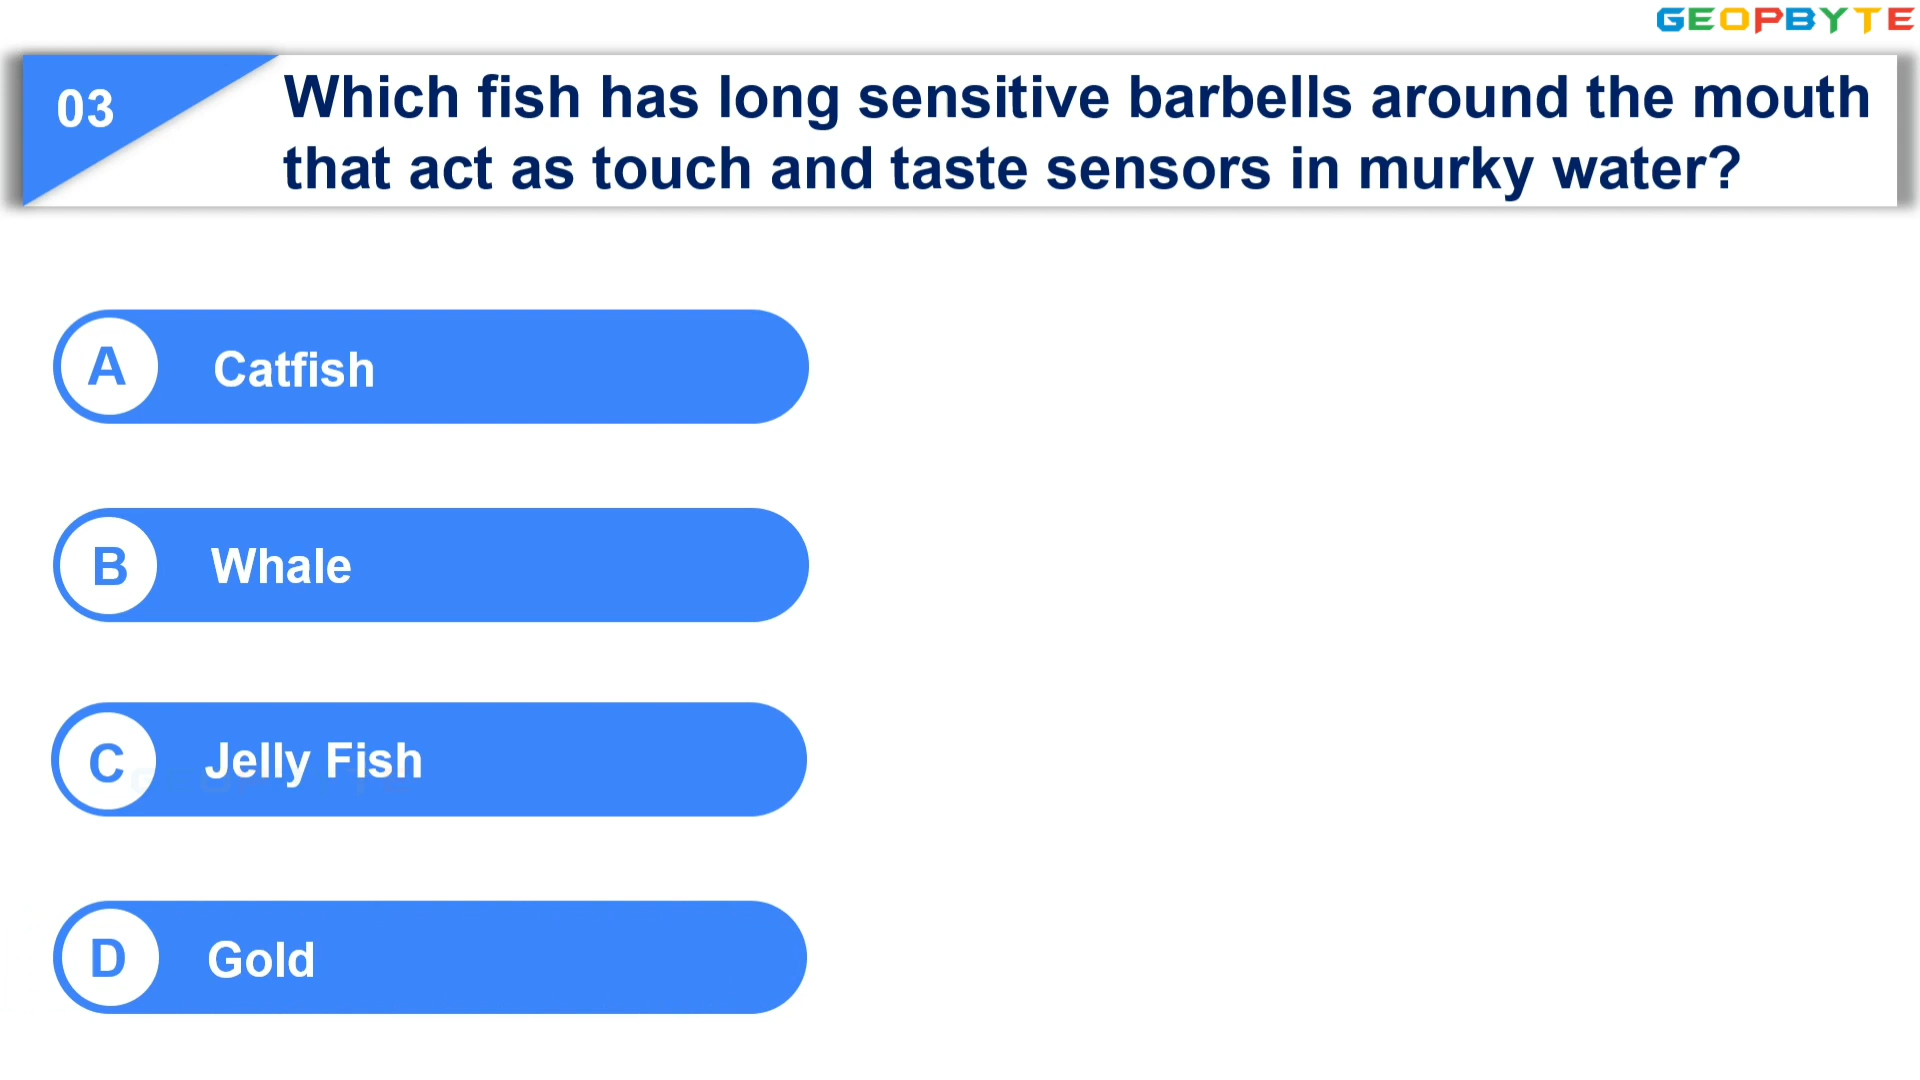 GEOPBYTE
03
Which fish has long sensitive barbells around the mouth
that act as touch and taste sensors in murky water?
A Catfish
B Whale
C Jelly Fish
D Gold